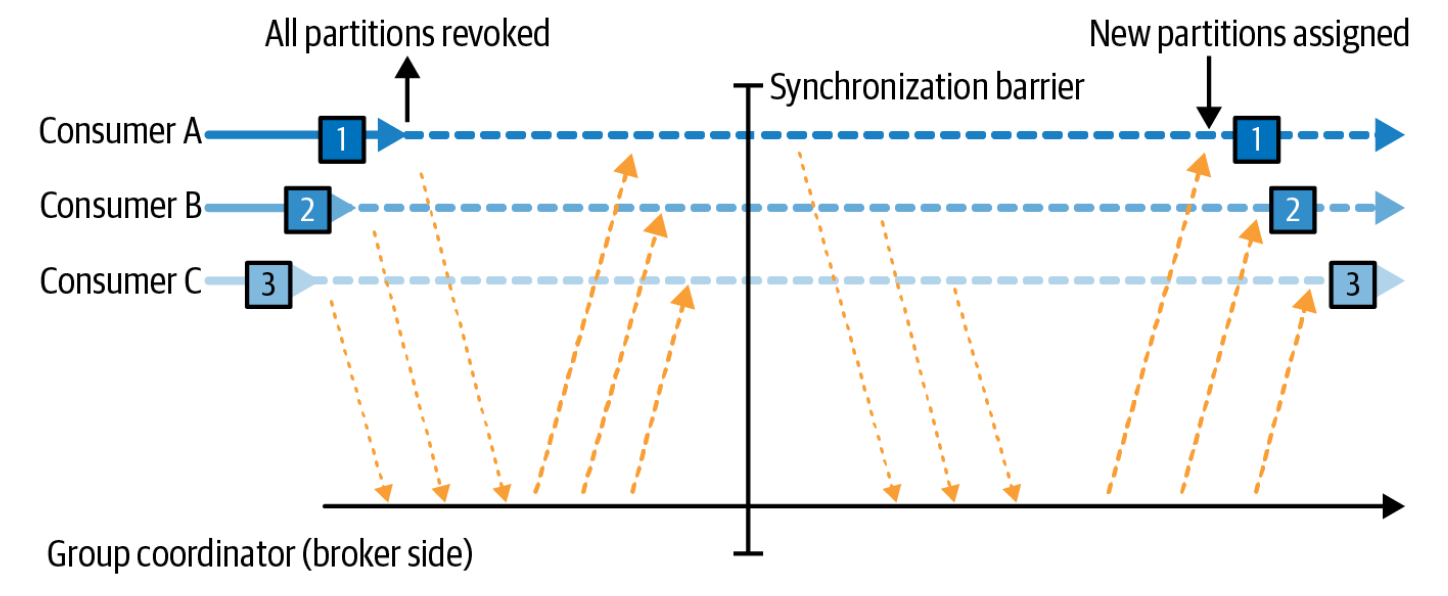 All partitions revoked
New partitions assigned
Synchronization barrier
Consumer A
1
1
Consumer B
2
2
Consumer C
3
3
Group coordinator (broker side)